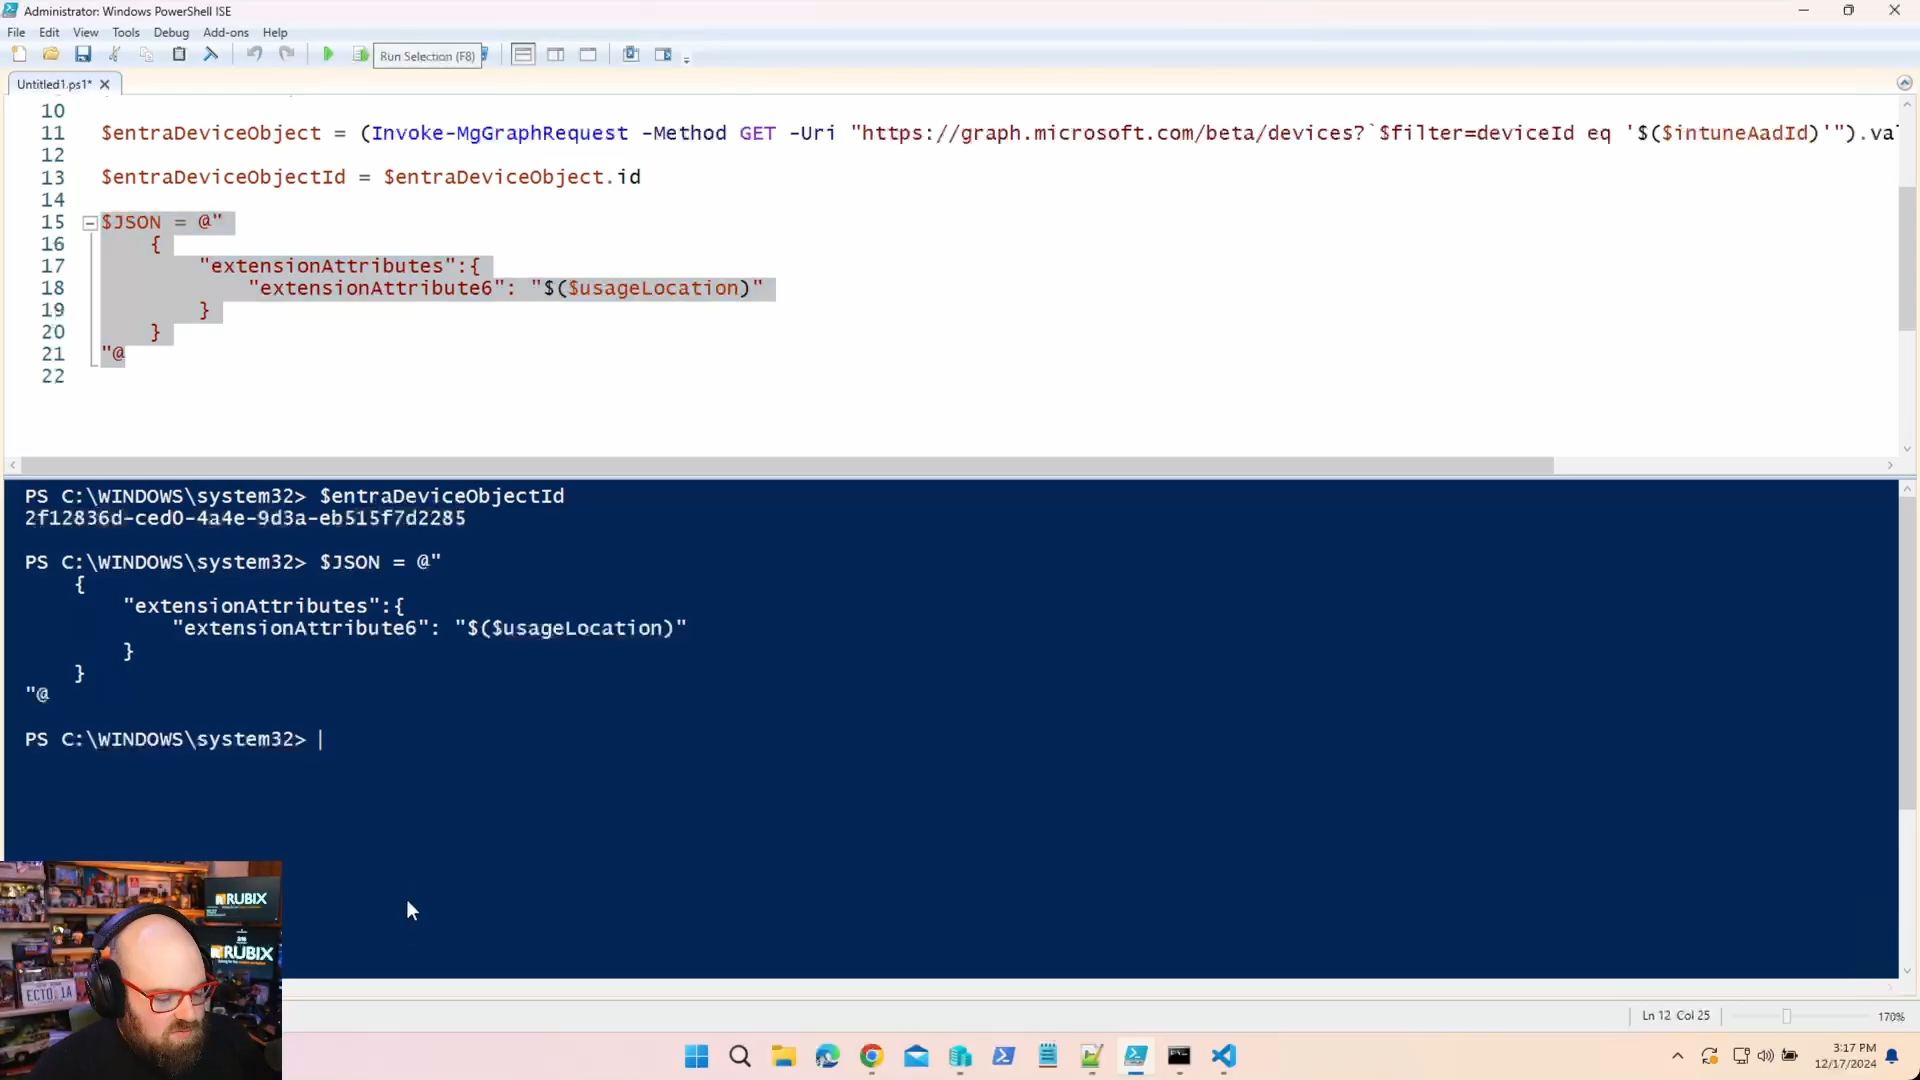 Administrator: Windows PowerShell ISE
File Edit View Tools Debug Add-ons Help
Run Selection (F8)
Untitled1.ps1*
10
11 $entraDeviceObject = (Invoke-MgGraphRequest -Method GET -Uri "https://graph.microsoft.com/beta/devices?`$filter=deviceId eq '$($intuneAadId)'").va
12
13 $entraDeviceObjectId = $entraDeviceObject.id
14
15 $JSON = @"
16 {
17 "extensionAttributes":{
18 "extensionAttribute6": "$($usageLocation)"
19 }
20 }
21 "@
22
PS C:\WINDOWS\system32> $entraDeviceObjectId
2f12836d-ced0-4a4e-9d3a-eb515f7d2285
PS C:\WINDOWS\system32> $JSON = @"
{
"extensionAttributes":{
"extensionAttribute6": "$($usageLocation)"
}
}
"@
PS C:\WINDOWS\system32>
RUBIX
RUBIX
ECTO.1A
Ln 12 Col 25
170%
3:17 PM
12/17/2024